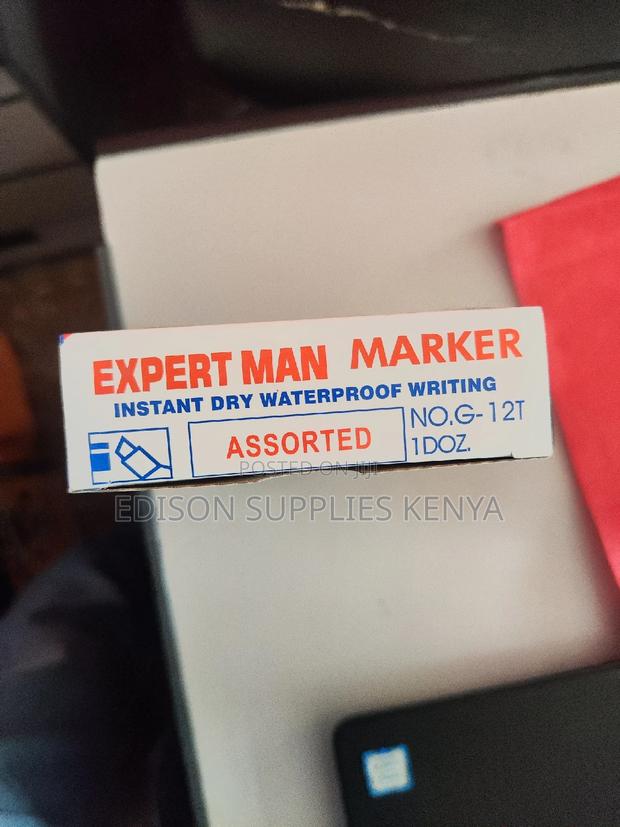 EXPERT MAN MARKER
INSTANT DRY WATERPROOF WRITING
ASSORTED
NO.G-12T
1DOZ.
POSTED ON JIJI
EDISON SUPPLIES KENYA